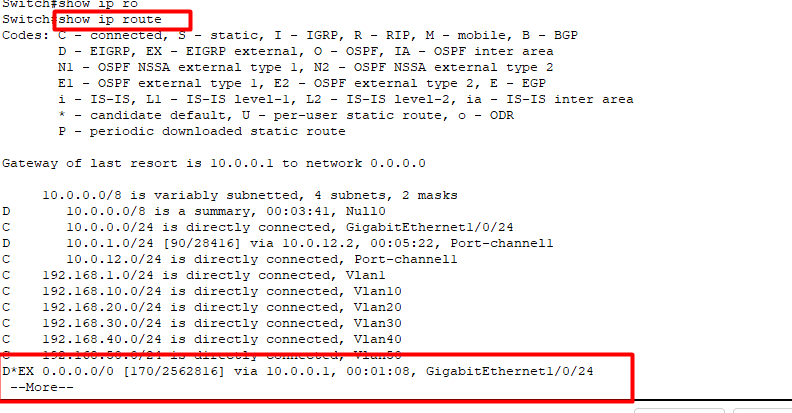 Switch#show ip ro
Switch#show ip route
Codes: C - connected, S - static, I - IGRP, R - RIP, M - mobile, B - BGP
D - EIGRP, EX - EIGRP external, O - OSPF, IA - OSPF inter area
N1 - OSPF NSSA external type 1, N2 - OSPF NSSA external type 2
E1 - OSPF external type 1, E2 - OSPF external type 2, E - EGP
i - IS-IS, L1 - IS-IS level-1, L2 - IS-IS level-2, ia - IS-IS inter area
* - candidate default, U - per-user static route, o - ODR
P - periodic downloaded static route
Gateway of last resort is 10.0.0.1 to network 0.0.0.0
10.0.0.0/8 is variably subnetted, 4 subnets, 2 masks
D 10.0.0.0/8 is a summary, 00:03:41, Null0
C 10.0.0.0/24 is directly connected, GigabitEthernet1/0/24
D 10.0.1.0/24 [90/28416] via 10.0.12.2, 00:05:22, Port-channel1
C 10.0.12.0/24 is directly connected, Port-channel1
C 192.168.1.0/24 is directly connected, Vlan1
C 192.168.10.0/24 is directly connected, Vlan10
C 192.168.20.0/24 is directly connected, Vlan20
C 192.168.30.0/24 is directly connected, Vlan30
C 192.168.40.0/24 is directly connected, Vlan40
C 192.168.50.0/24 is directly connected, Vlan50
D*EX 0.0.0.0/0 [170/2562816] via 10.0.0.1, 00:01:08, GigabitEthernet1/0/24
--More--